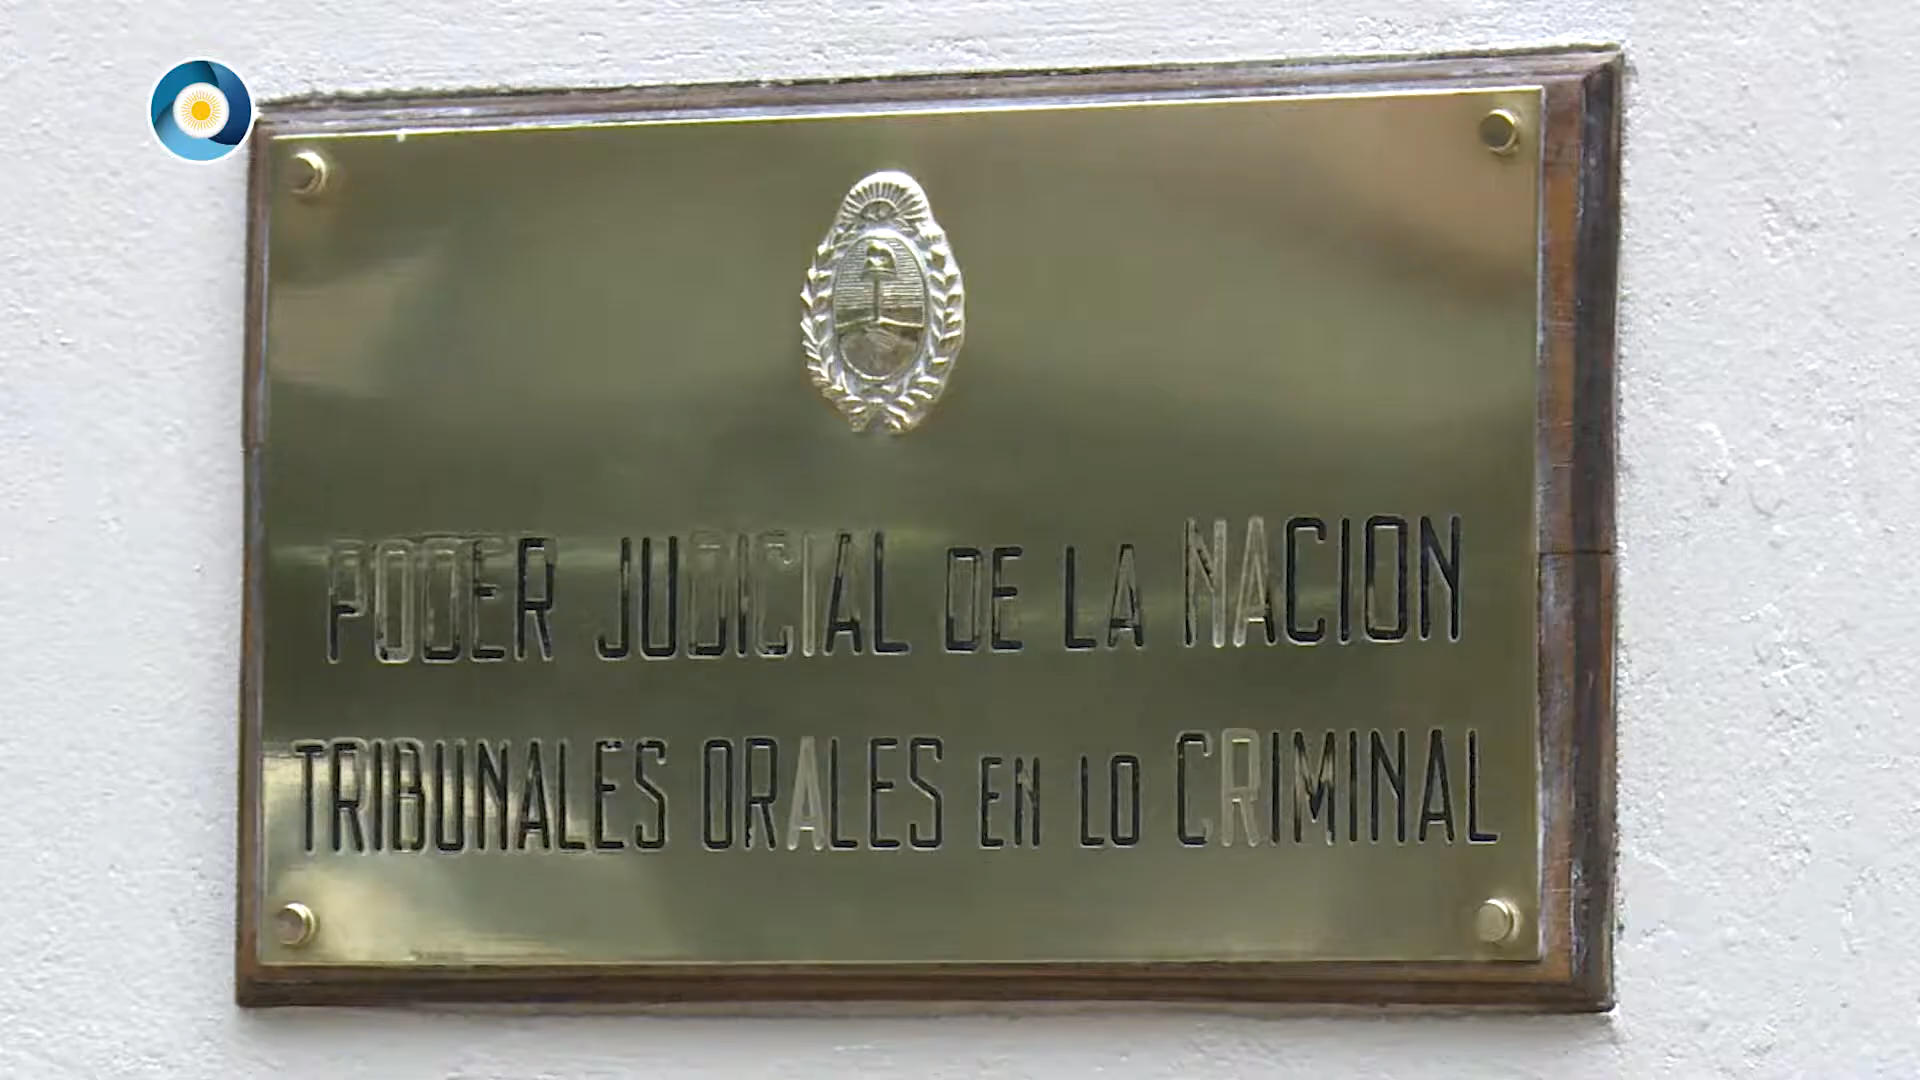 PODER JUDICIAL DE LA NACION
TRIBUNALES ORALES EN LO CRIMINAL